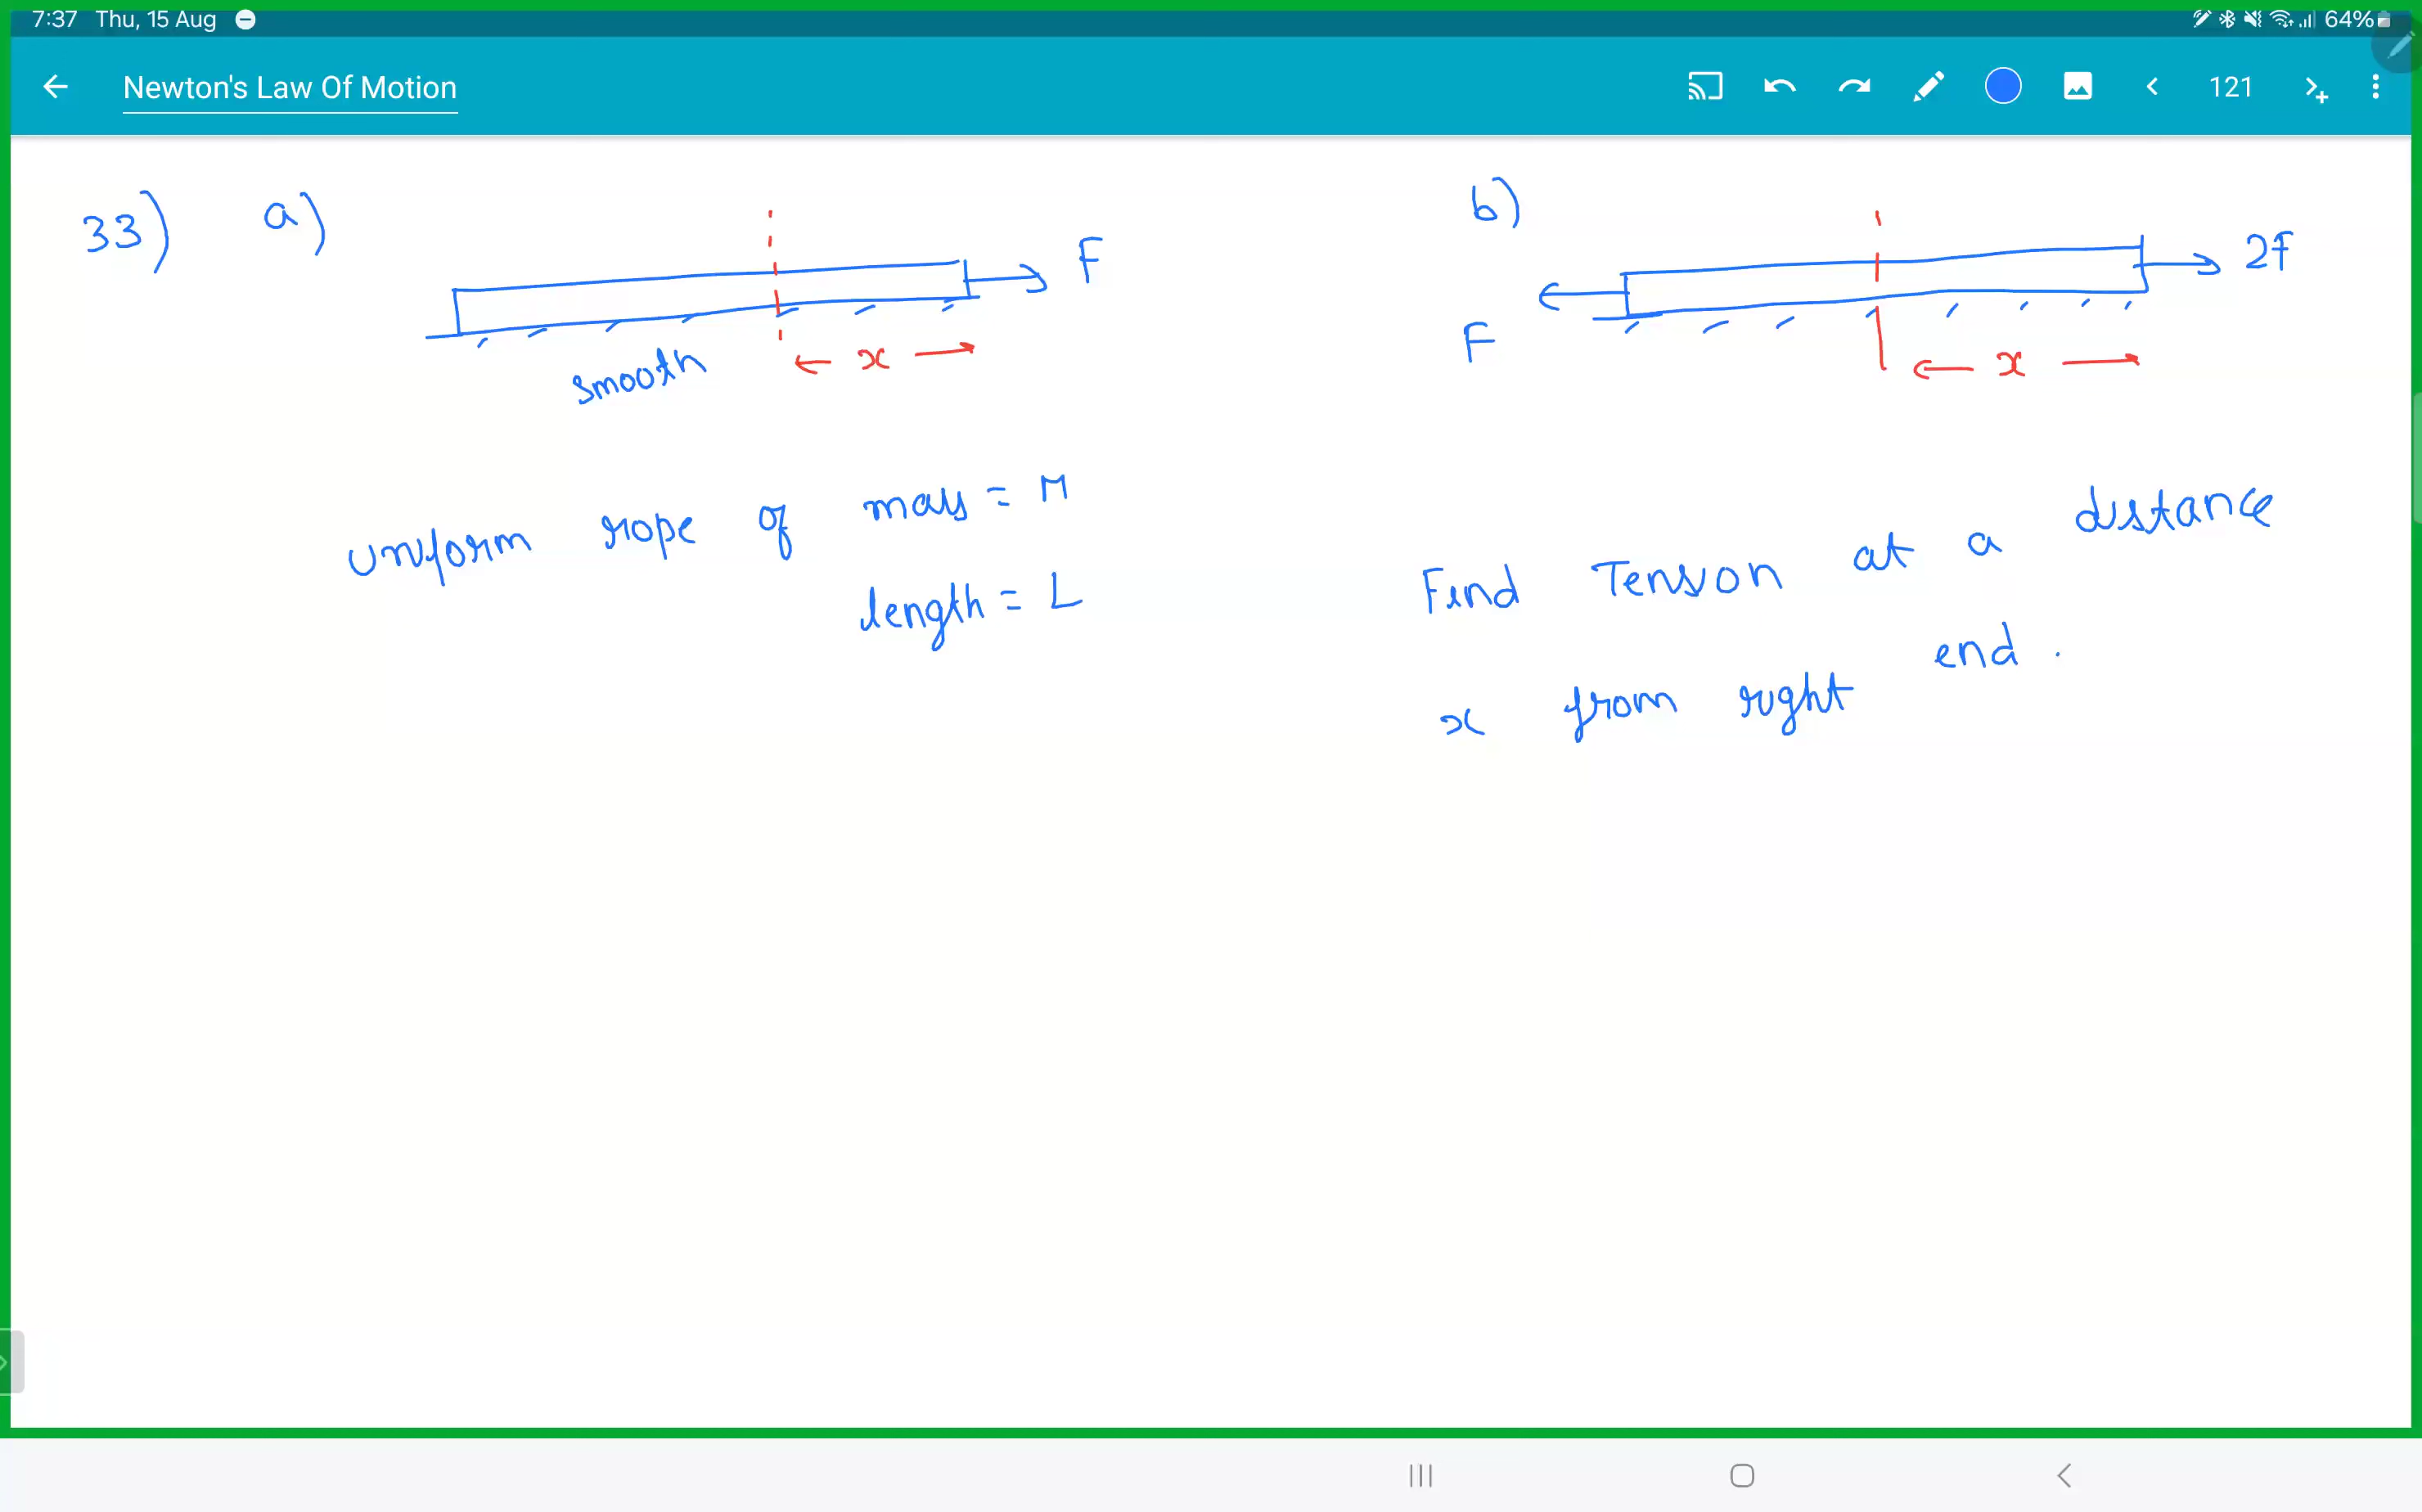 7:37 Thu, 15 Aug 64%
Newton's Law Of Motion 121
33) a)
F
smooth
x
uniform rope of mass = M
length = L
b)
2F
F
x
Find Tension at a distance
x from right end.